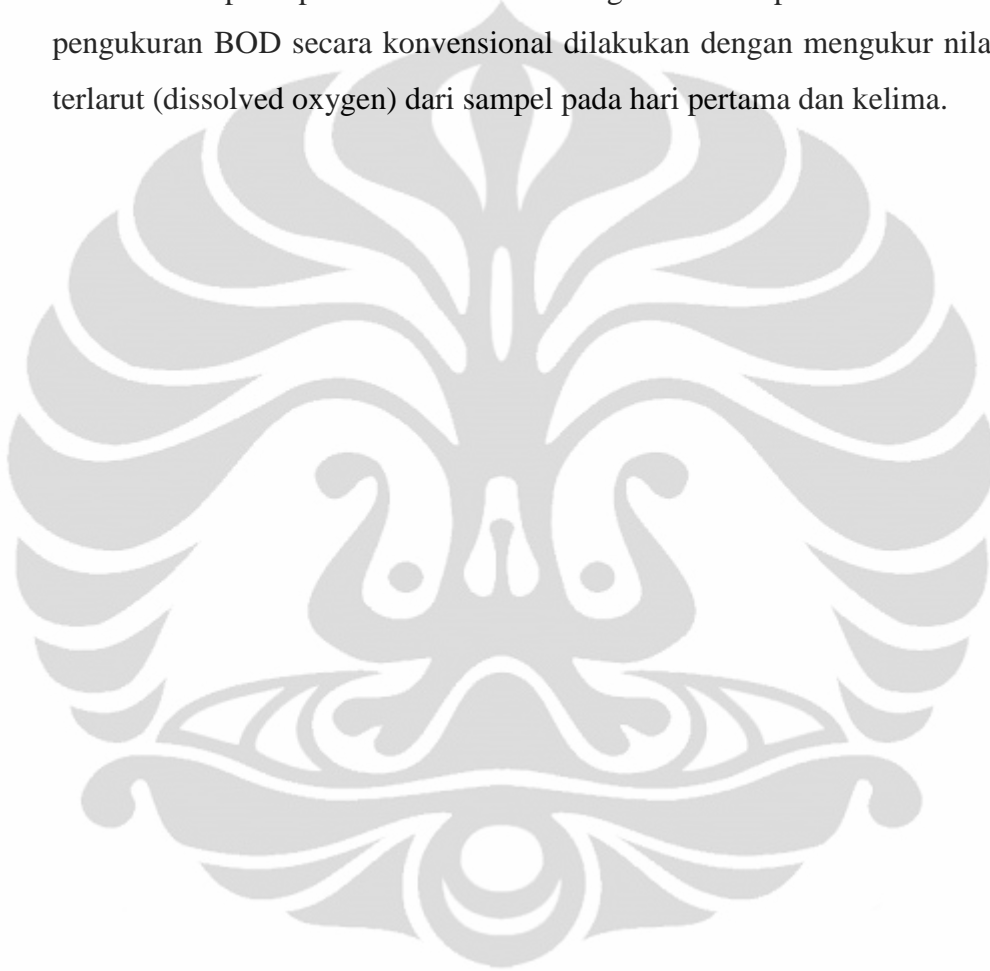 pengukuran BOD secara konvensional dilakukan dengan mengukur nila
terlarut (dissolved oxygen) dari sampel pada hari pertama dan kelima.